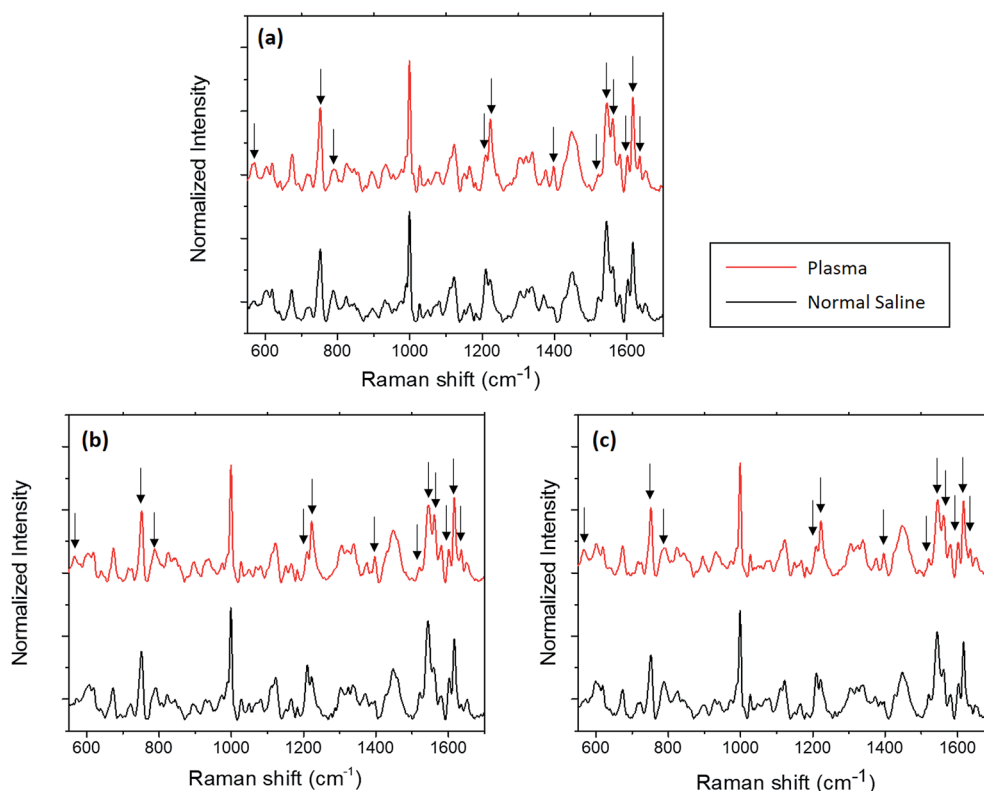 (a)
Normalized Intensity
600 800 1000 1200 1400 1600
Raman shift (cm-1)
Plasma
Normal Saline
(b)
Normalized Intensity
600 800 1000 1200 1400 1600
Raman shift (cm-1)
(c)
Normalized Intensity
600 800 1000 1200 1400 1600
Raman shift (cm-1)